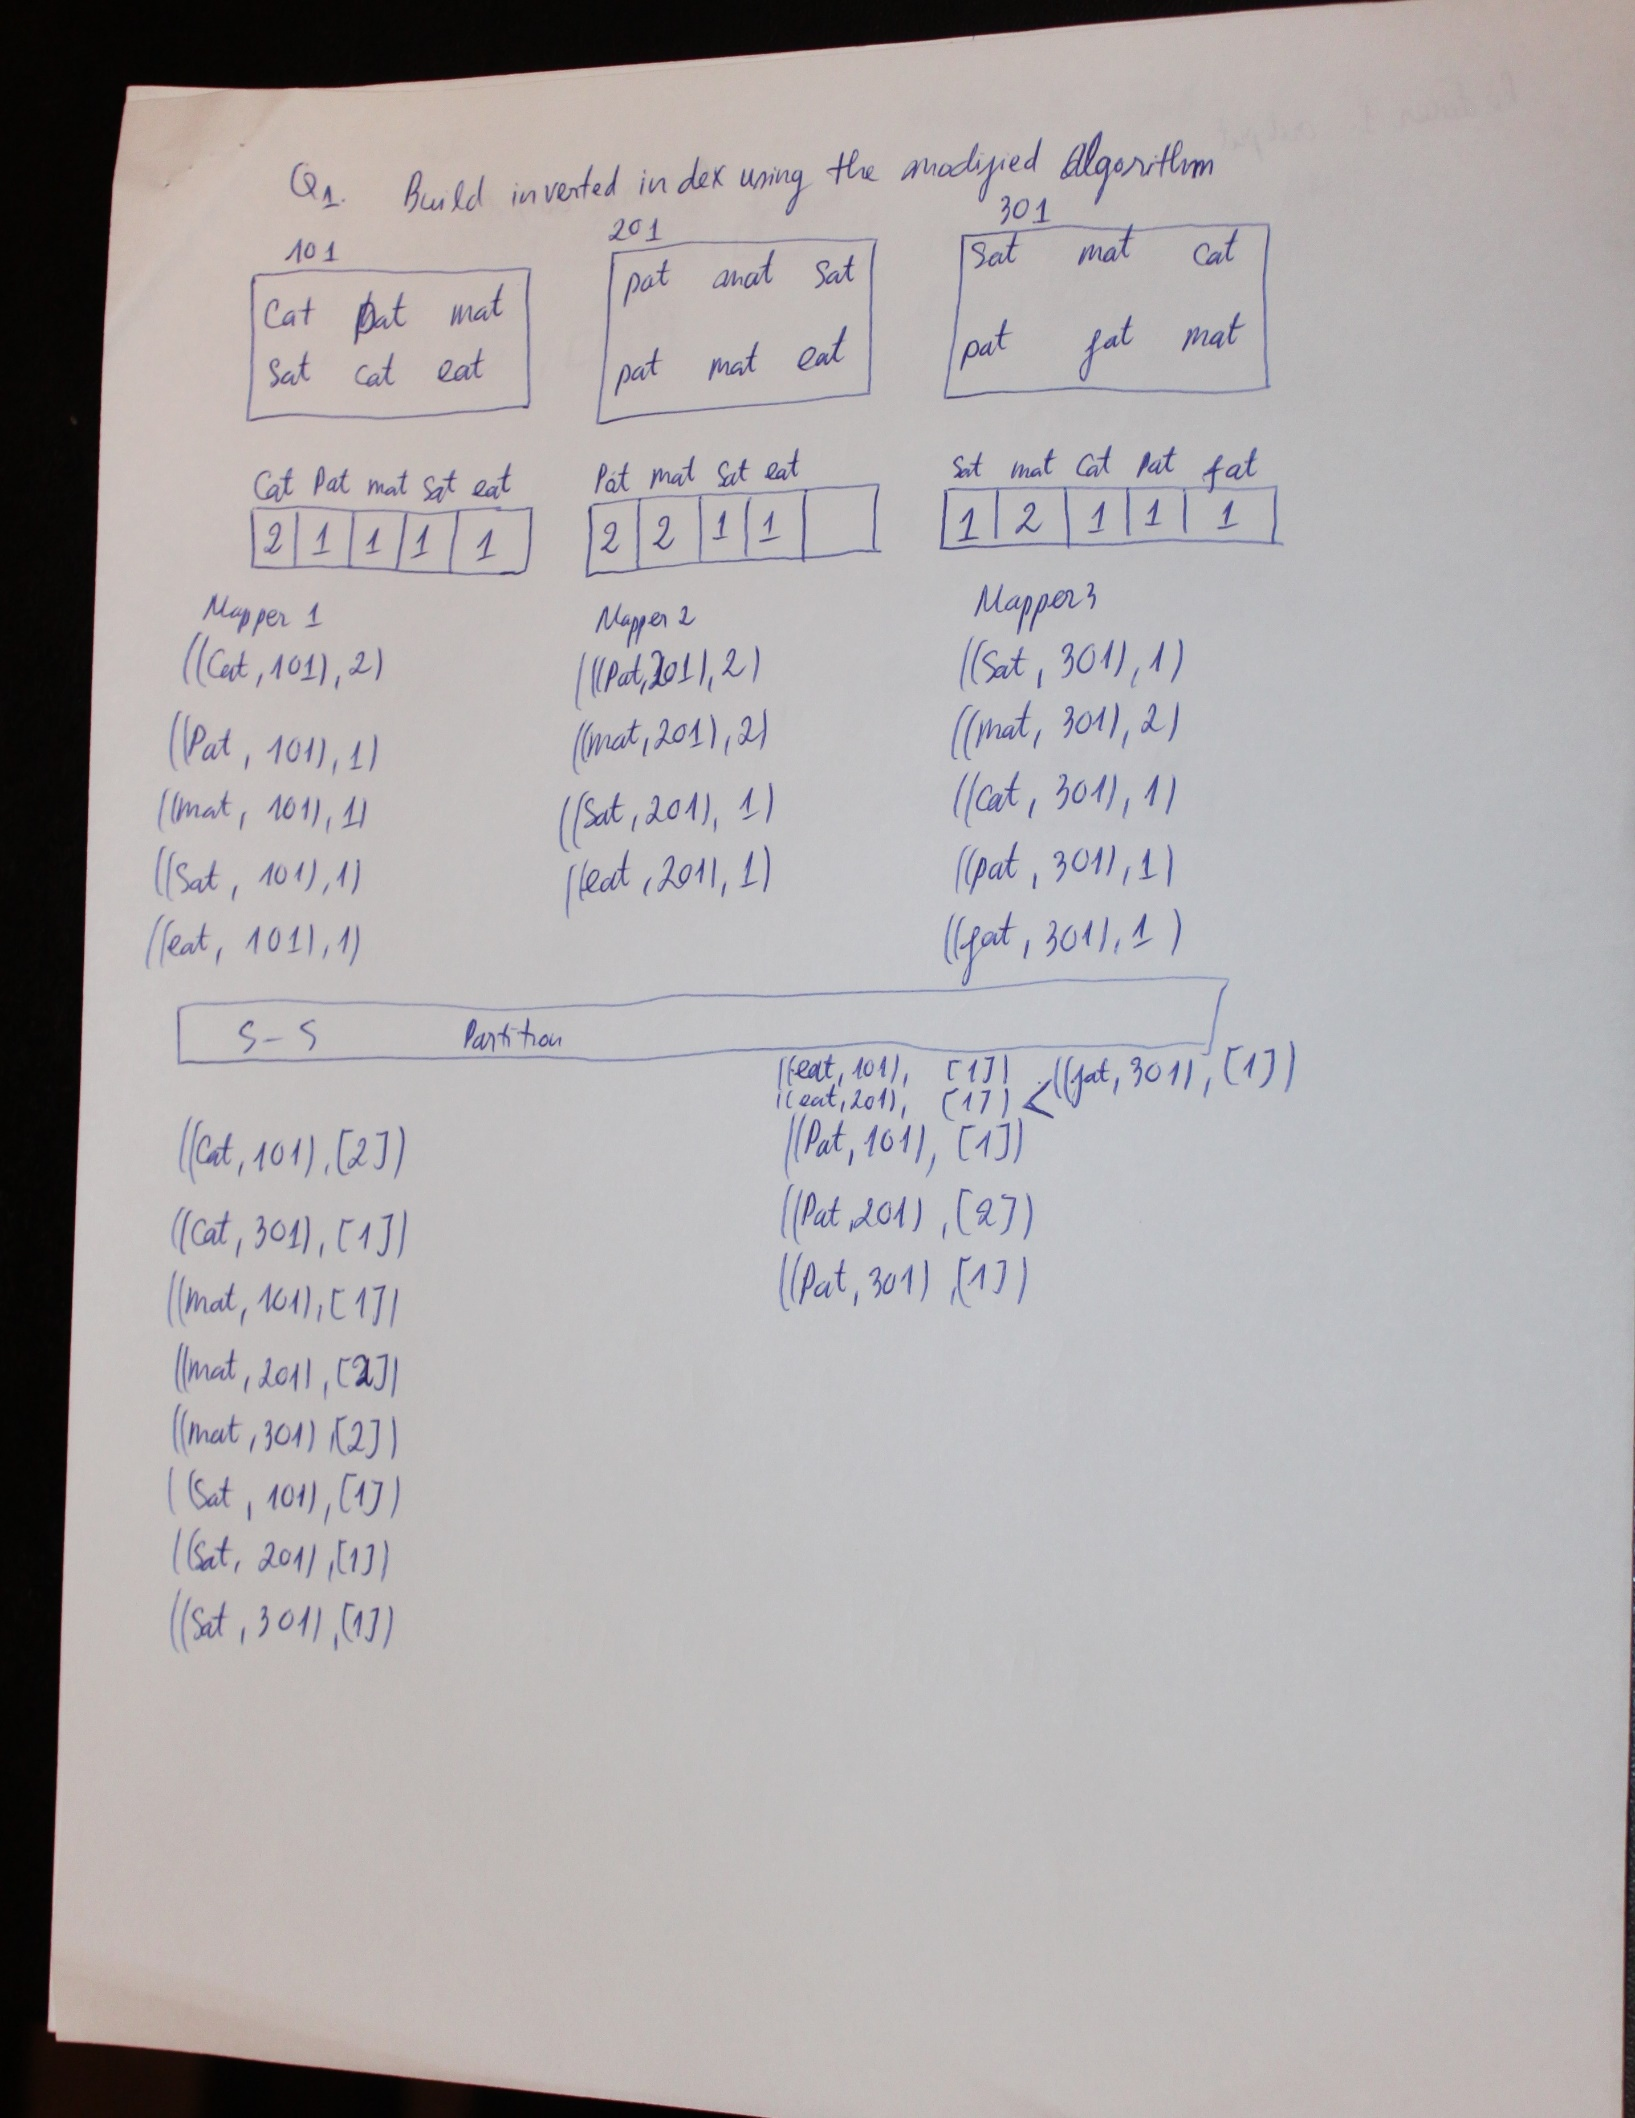 Q1. Build inverted index using the modified Algorithm
101
201
301
Cat pat mat
Sat cat eat
pat mat Sat
pat mat eat
Sat mat cat
pat fat mat
Cat Pat mat Sat eat
2 1 1 1 1
Pat mat Sat eat
2 2 1 1
Sat mat Cat Pat fat
1 2 1 1 1
Mapper 1
((Cat, 101), 2)
((Pat, 101), 1)
((mat, 101), 1)
((Sat, 101), 1)
((eat, 101), 1)
Mapper 2
((Pat, 201), 2)
((mat, 201), 2)
((Sat, 201), 1)
((eat, 201), 1)
Mapper 3
((Sat, 301), 1)
((mat, 301), 2)
((Cat, 301), 1)
((pat, 301), 1)
((fat, 301), 1)
S-S Partition
((Cat, 101), [2])
((Cat, 301), [1])
((mat, 101), [1])
((mat, 201), [2])
((mat, 301), [2])
((Sat, 101), [1])
((Sat, 201), [1])
((Sat, 301), [1])
((eat, 101), [1])
((eat, 201), [1]) < ((fat, 301), [1])
((Pat, 101), [1])
((Pat, 201), [2])
((Pat, 301), [1])